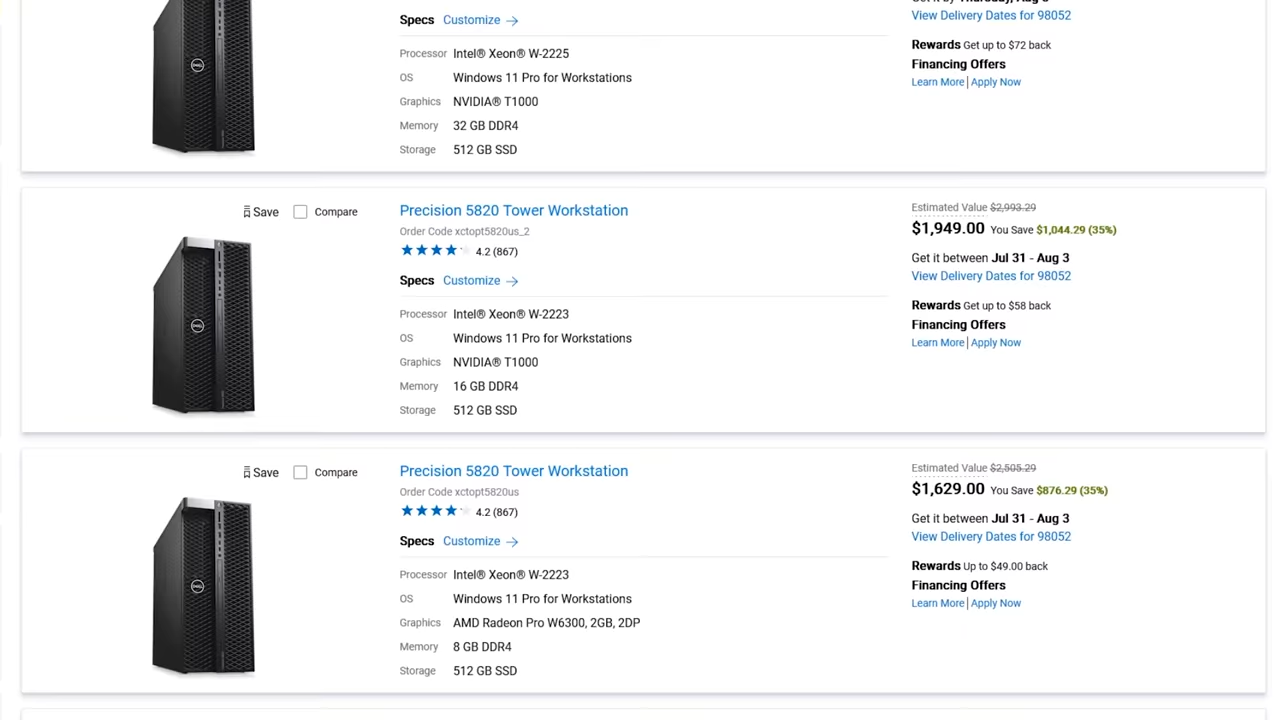 View Delivery Dates for 98052
Specs Customize →
Rewards Get up to $72 back
Processor Intel® Xeon® W-2225
Financing Offers
OS Windows 11 Pro for Workstations
Learn More | Apply Now
Graphics NVIDIA® T1000
Memory 32 GB DDR4
Storage 512 GB SSD
DELL
Save Compare
Precision 5820 Tower Workstation
Order Code xctopt5820us_2
4.2 (867)
Specs Customize →
Processor Intel® Xeon® W-2223
OS Windows 11 Pro for Workstations
Graphics NVIDIA® T1000
Memory 16 GB DDR4
Storage 512 GB SSD
Estimated Value $2,993.29
$1,949.00 You Save $1,044.29 (35%)
Get it between Jul 31 - Aug 3
View Delivery Dates for 98052
Rewards Get up to $58 back
Financing Offers
Learn More | Apply Now
DELL
Save Compare
Precision 5820 Tower Workstation
Order Code xctopt5820us
4.2 (867)
Specs Customize →
Processor Intel® Xeon® W-2223
OS Windows 11 Pro for Workstations
Graphics AMD Radeon Pro W6300, 2GB, 2DP
Memory 8 GB DDR4
Storage 512 GB SSD
Estimated Value $2,505.29
$1,629.00 You Save $876.29 (35%)
Get it between Jul 31 - Aug 3
View Delivery Dates for 98052
Rewards Up to $49.00 back
Financing Offers
Learn More | Apply Now
DELL